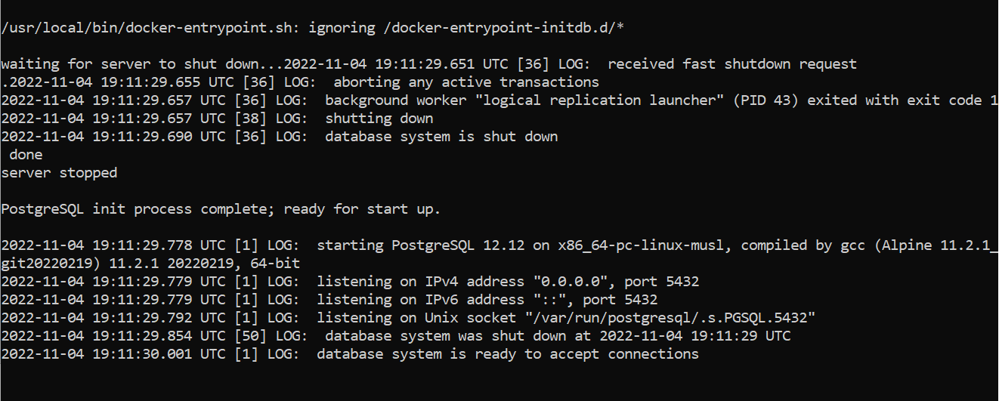 /usr/local/bin/docker-entrypoint.sh: ignoring /docker-entrypoint-initdb.d/*
waiting for server to shut down...2022-11-04 19:11:29.651 UTC [36] LOG:  received fast shutdown request
.2022-11-04 19:11:29.655 UTC [36] LOG:  aborting any active transactions
2022-11-04 19:11:29.657 UTC [36] LOG:  background worker "logical replication launcher" (PID 43) exited with exit code 1
2022-11-04 19:11:29.657 UTC [38] LOG:  shutting down
2022-11-04 19:11:29.690 UTC [36] LOG:  database system is shut down
 done
server stopped
PostgreSQL init process complete; ready for start up.
2022-11-04 19:11:29.778 UTC [1] LOG:  starting PostgreSQL 12.12 on x86_64-pc-linux-musl, compiled by gcc (Alpine 11.2.1_
git20220219) 11.2.1 20220219, 64-bit
2022-11-04 19:11:29.779 UTC [1] LOG:  listening on IPv4 address "0.0.0.0", port 5432
2022-11-04 19:11:29.779 UTC [1] LOG:  listening on IPv6 address "::", port 5432
2022-11-04 19:11:29.792 UTC [1] LOG:  listening on Unix socket "/var/run/postgresql/.s.PGSQL.5432"
2022-11-04 19:11:29.854 UTC [50] LOG:  database system was shut down at 2022-11-04 19:11:29 UTC
2022-11-04 19:11:30.001 UTC [1] LOG:  database system is ready to accept connections